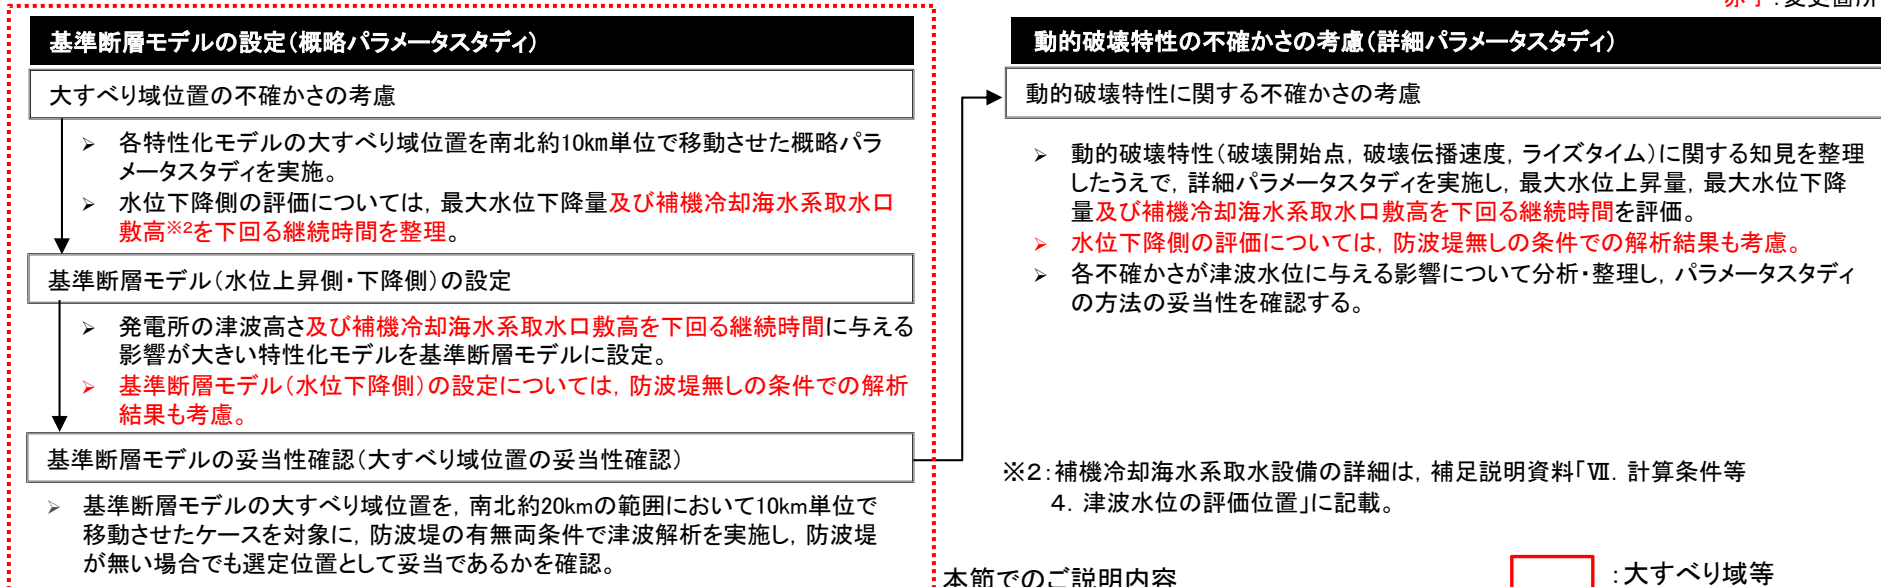 赤字：変更箇所
基準断層モデルの設定（概略パラメータスタディ）
大すべり域位置の不確かさの考慮
➢ 各特性化モデルの大すべり域位置を南北約10km単位で移動させた概略パラ
メータスタディを実施。
➢ 水位下降側の評価については，最大水位下降量及び補機冷却海水系取水口
敷高※2を下回る継続時間を整理。
基準断層モデル（水位上昇側・下降側）の設定
➢ 発電所の津波高さ及び補機冷却海水系取水口敷高を下回る継続時間に与える
影響が大きい特性化モデルを基準断層モデルに設定。
➢ 基準断層モデル（水位下降側）の設定については，防波堤無しの条件での解析
結果も考慮。
基準断層モデルの妥当性確認（大すべり域位置の妥当性確認）
➢ 基準断層モデルの大すべり域位置を，南北約20kmの範囲において10km単位で
移動させたケースを対象に，防波堤の有無両条件で津波解析を実施し，防波堤
が無い場合でも選定位置として妥当であるかを確認。
動的破壊特性の不確かさの考慮（詳細パラメータスタディ）
動的破壊特性に関する不確かさの考慮
➢ 動的破壊特性（破壊開始点，破壊伝播速度，ライズタイム）に関する知見を整理
したうえで，詳細パラメータスタディを実施し，最大水位上昇量，最大水位下降
量及び補機冷却海水系取水口敷高を下回る継続時間を評価。
➢ 水位下降側の評価については，防波堤無しの条件での解析結果も考慮。
➢ 各不確かさが津波水位に与える影響について分析・整理し，パラメータスタディ
の方法の妥当性を確認する。
※2：補機冷却海水系取水設備の詳細は，補足説明資料「Ⅶ．計算条件等
4．津波水位の評価位置」に記載。
本節でのご説明内容
：大すべり域等